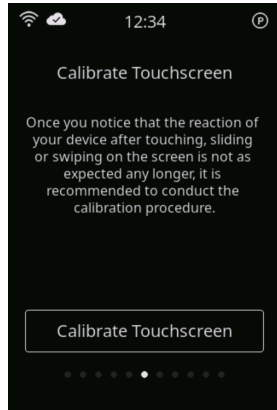 12:34
P
Calibrate Touchscreen
Once you notice that the reaction of
your device after touching, sliding
or swiping on the screen is not as
expected any longer, it is
recommended to conduct the
calibration procedure.
Calibrate Touchscreen